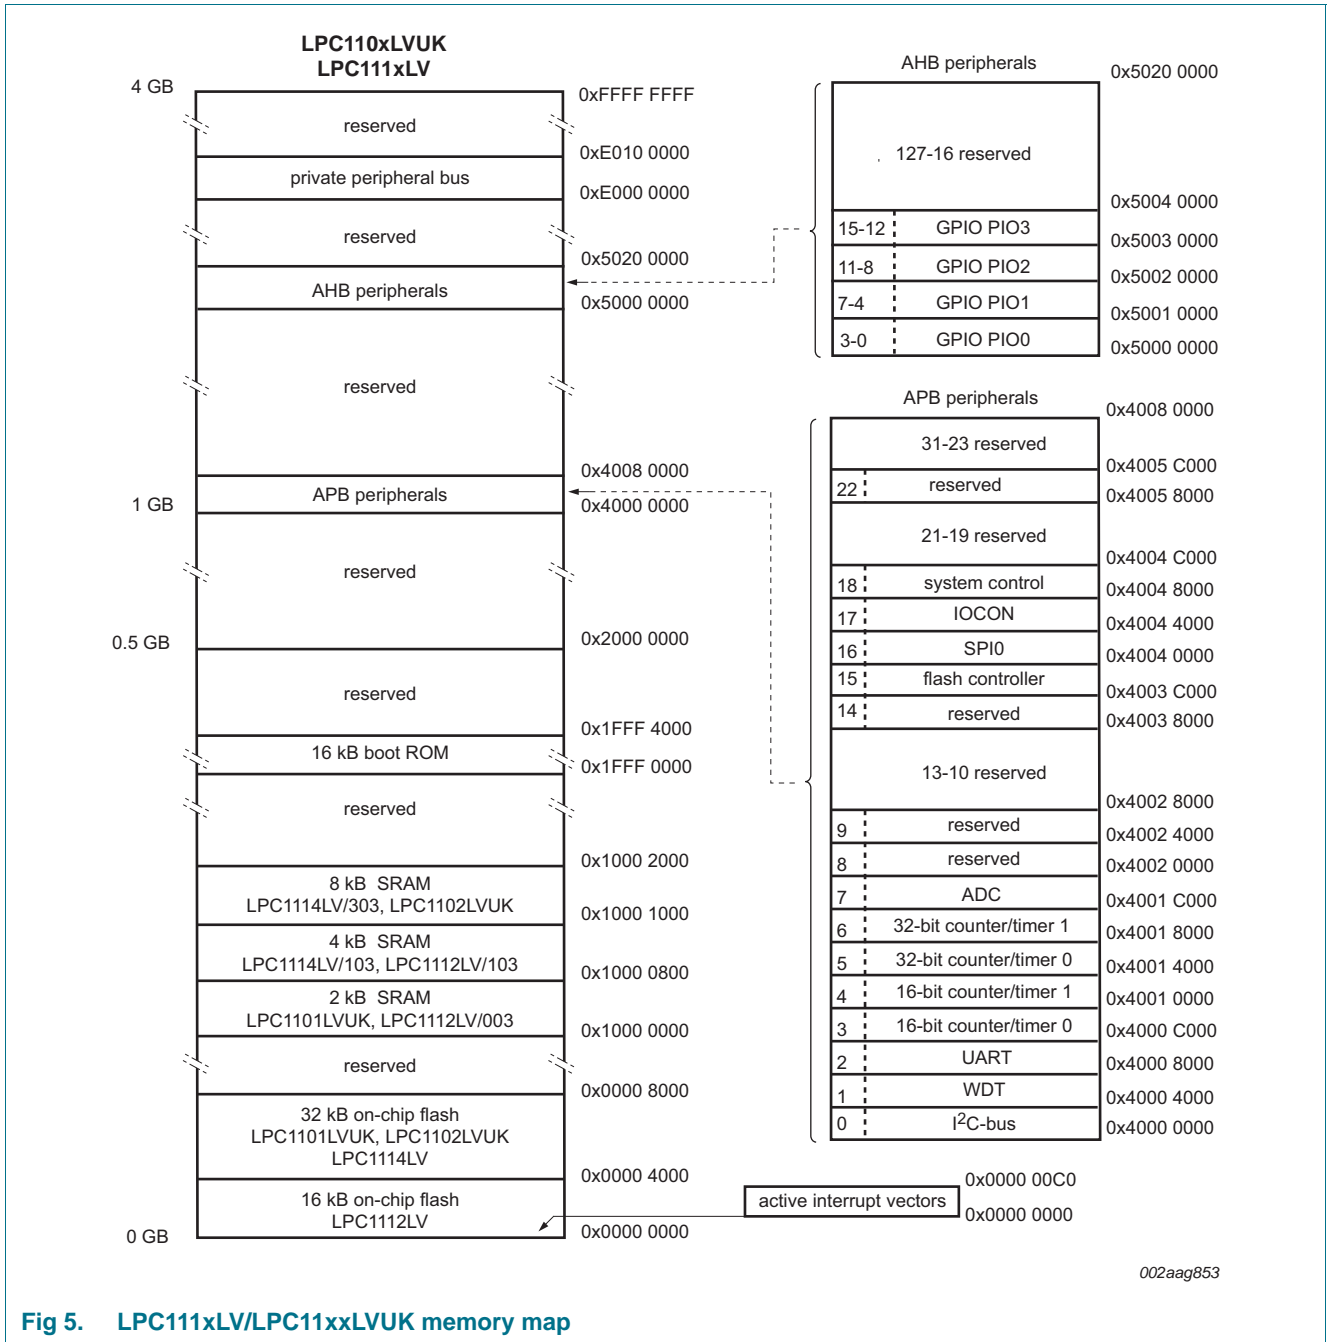 LPC110xLVUK
LPC111xLV
4 GB
0xFFFF FFFF
reserved
0xE010 0000
private peripheral bus
0xE000 0000
reserved
0x5020 0000
AHB peripherals
0x5000 0000
reserved
0x4008 0000
APB peripherals
1 GB
0x4000 0000
reserved
0x2000 0000
0.5 GB
reserved
0x1FFF 4000
16 kB boot ROM
0x1FFF 0000
reserved
0x1000 2000
8 kB SRAM
LPC1114LV/303, LPC1102LVUK
0x1000 1000
4 kB SRAM
LPC1114LV/103, LPC1112LV/103
0x1000 0800
2 kB SRAM
LPC1101LVUK, LPC1112LV/003
0x1000 0000
reserved
0x0000 8000
32 kB on-chip flash
LPC1101LVUK, LPC1102LVUK
LPC1114LV
0x0000 4000
16 kB on-chip flash
LPC1112LV
0 GB
0x0000 0000
AHB peripherals
0x5020 0000
127-16 reserved
0x5004 0000
15-12 GPIO PIO3
0x5003 0000
11-8 GPIO PIO2
0x5002 0000
7-4 GPIO PIO1
0x5001 0000
3-0 GPIO PIO0
0x5000 0000
APB peripherals
0x4008 0000
31-23 reserved
0x4005 C000
22 reserved
0x4005 8000
21-19 reserved
0x4004 C000
18 system control
0x4004 8000
17 IOCON
0x4004 4000
16 SPI0
0x4004 0000
15 flash controller
0x4003 C000
14 reserved
0x4003 8000
13-10 reserved
0x4002 8000
9 reserved
0x4002 4000
8 reserved
0x4002 0000
7 ADC
0x4001 C000
6 32-bit counter/timer 1
0x4001 8000
5 32-bit counter/timer 0
0x4001 4000
4 16-bit counter/timer 1
0x4001 0000
3 16-bit counter/timer 0
0x4000 C000
2 UART
0x4000 8000
1 WDT
0x4000 4000
0 I2C-bus
0x4000 0000
0x0000 00C0
active interrupt vectors
0x0000 0000
002aag853
Fig 5. LPC111xLV/LPC11xxLVUK memory map